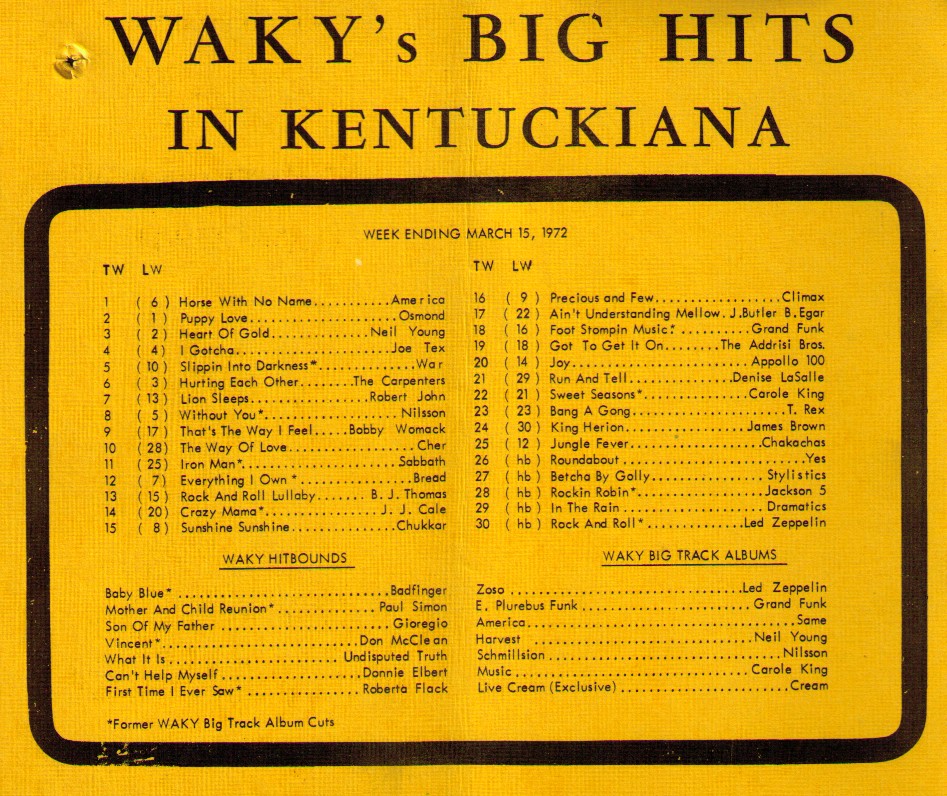 WAKY's BIG HITS
IN KENTUCKIANA
WEEK ENDING MARCH 15, 1972
TW LW
1 ( 6 ) Horse With No Name...........America
2 ( 1 ) Puppy Love.....................Osmond
3 ( 2 ) Heart Of Gold..............Neil Young
4 ( 4 ) I Gotcha......................Joe Tex
5 (10) Slippin Into Darkness*..............War
6 ( 3 ) Hurting Each Other........The Carpenters
7 (13) Lion Sleeps.................Robert John
8 ( 5 ) Without You*....................Nilsson
9 (17) That's The Way I Feel.....Bobby Womack
10 (28) The Way Of Love...................Cher
11 (25) Iron Man*......................Sabbath
12 ( 7 ) Everything I Own *.................Bread
13 (15) Rock And Roll Lullaby....... B. J. Thomas
14 (20) Crazy Mama*.................J. J. Cale
15 ( 8 ) Sunshine Sunshine...............Chukkar
TW LW
16 ( 9 ) Precious and Few..................Climax
17 (22) Ain't Understanding Mellow. J.Butler B.Egar
18 (16) Foot Stompin Music*..........Grand Funk
19 (18) Got To Get It On........The Addrisi Bros.
20 (14) Joy..........................Appollo 100
21 (29) Run And Tell...............Denise LaSalle
22 (21) Sweet Seasons*...............Carole King
23 (23) Bang A Gong......................T. Rex
24 (30) King Herion..................James Brown
25 (12) Jungle Fever...................Chakachas
26 (hb) Roundabout.........................Yes
27 (hb) Betcha By Golly.................Stylistics
28 (hb) Rockin Robin*..................Jackson 5
29 (hb) In The Rain.....................Dramatics
30 (hb) Rock And Roll*..............Led Zeppelin
WAKY HITBOUNDS
Baby Blue*..............................Badfinger
Mother And Child Reunion*..............Paul Simon
Son Of My Father........................Gioregio
Vincent*............................Don McClean
What It Is......................... Undisputed Truth
Can't Help Myself....................Donnie Elbert
First Time I Ever Saw*.................Roberta Flack
*Former WAKY Big Track Album Cuts
WAKY BIG TRACK ALBUMS
Zoso..................................Led Zeppelin
E. Plurebus Funk........................Grand Funk
America.......................................Same
Harvest...............................Neil Young
Schmillsion.................................Nilsson
Music..................................Carole King
Live Cream (Exclusive)........................Cream